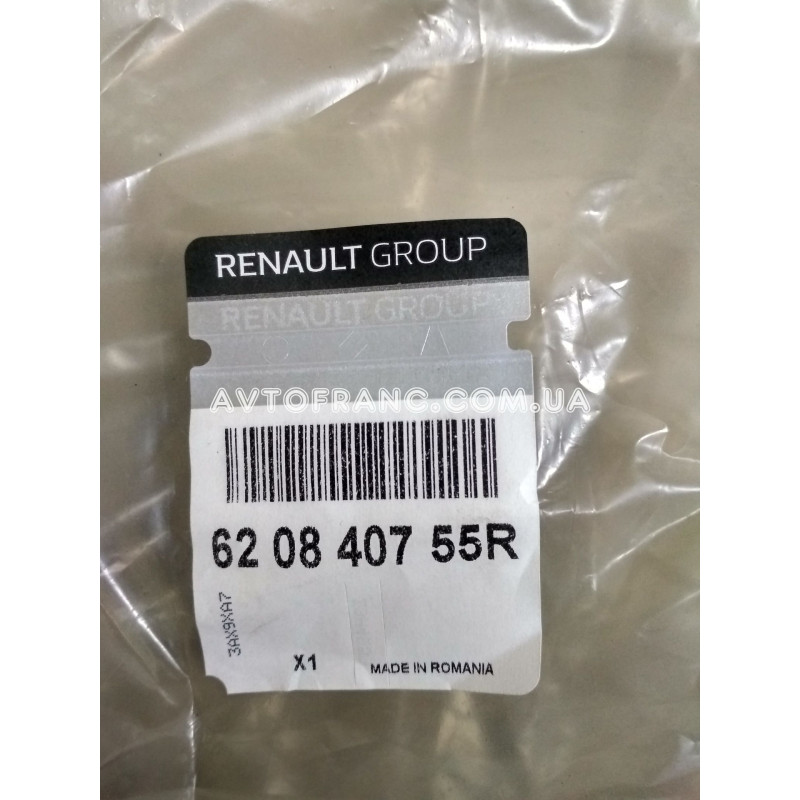 RENAULT GROUP
RENAULT GROUP
AVTOFRANC.COM.UA
62 08 407 55R
3AX9XA7
X1
MADE IN ROMANIA